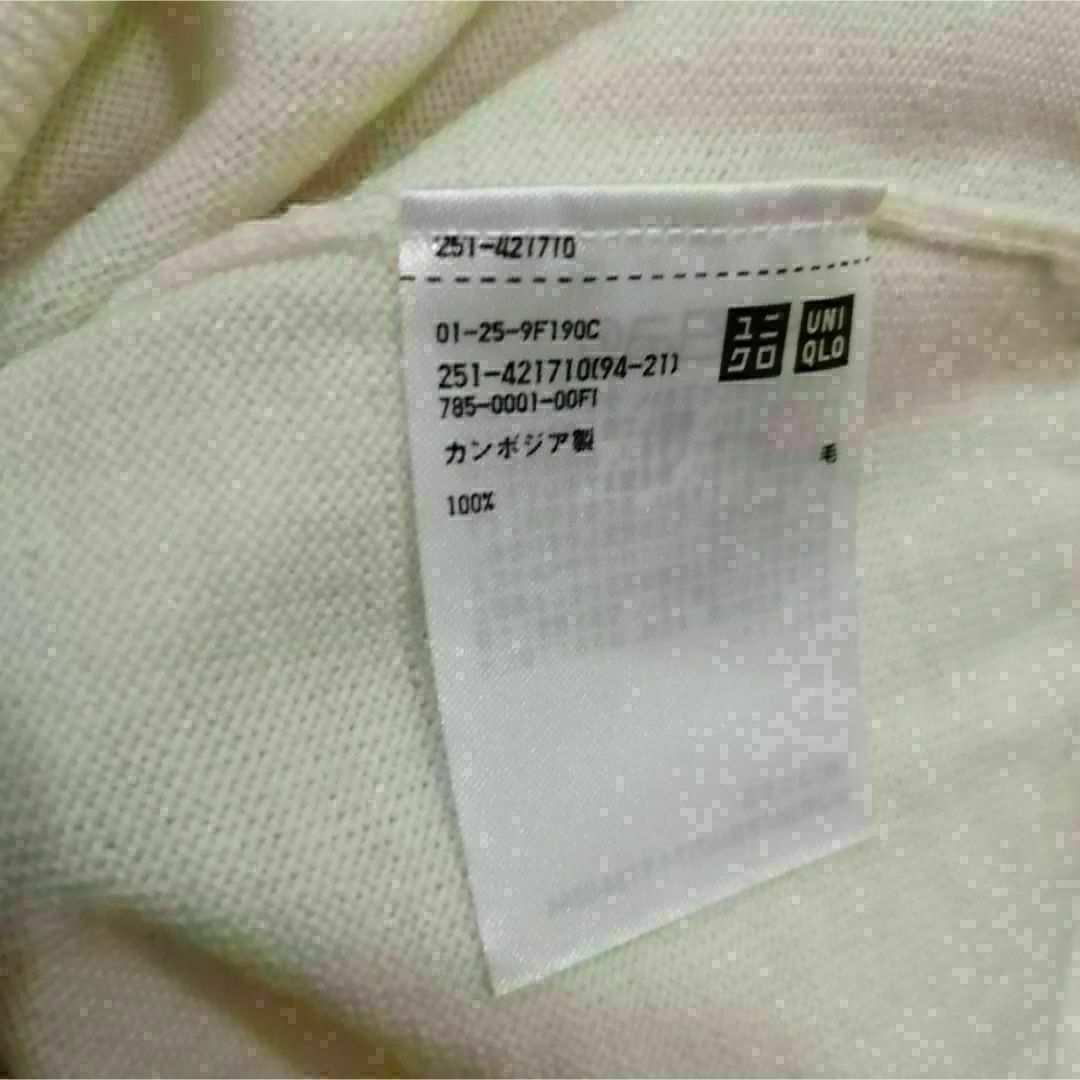 251-421710
01-25-9F190C
251-421710(94-21)
785-0001-00F1
カンボジア製
毛
100%
ユニ
クロ
UNI
QLO